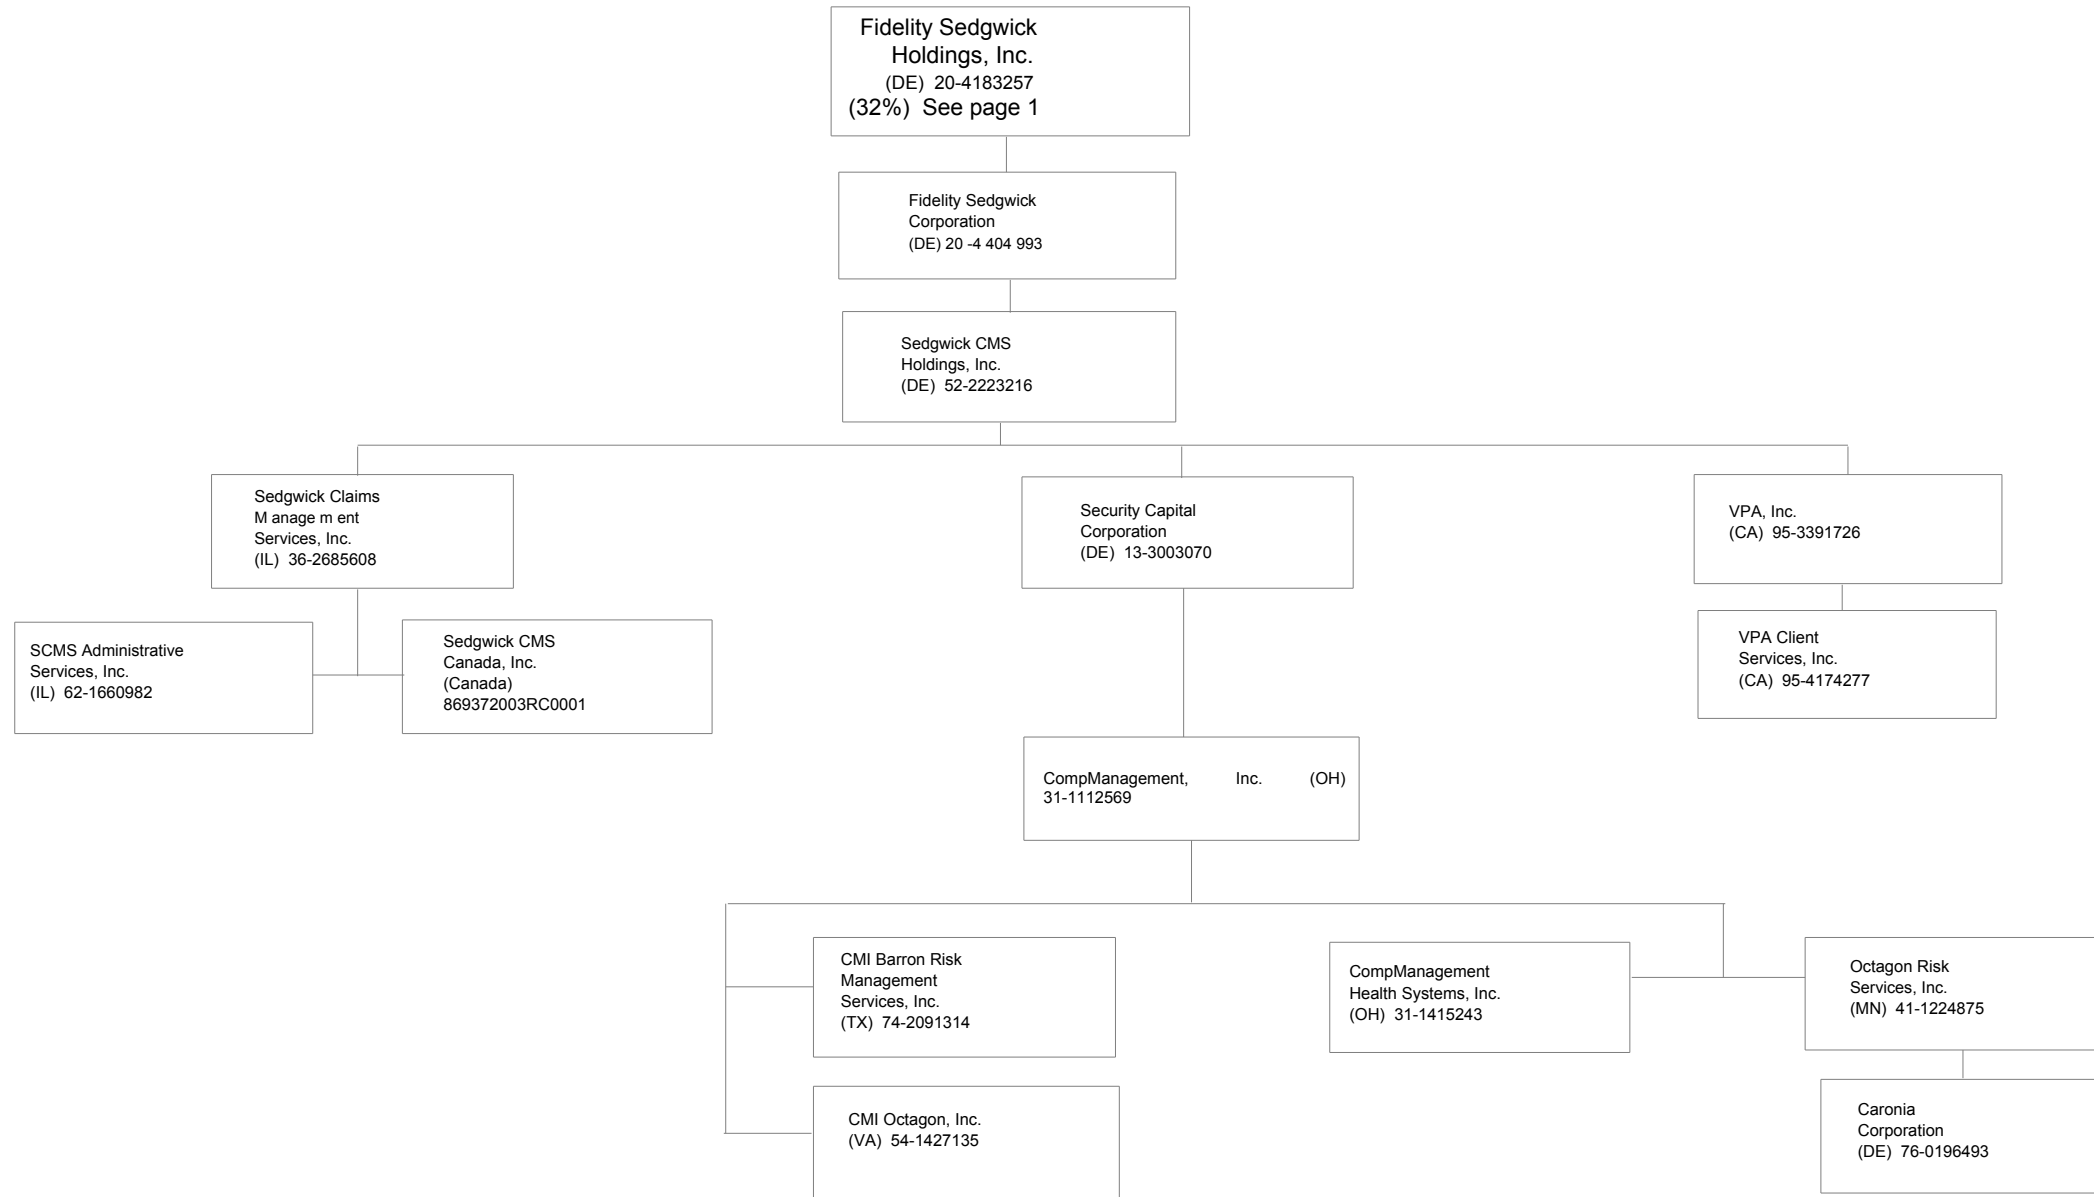 Fidelity Sedgwick
Holdings, Inc.
(DE) 20-4183257
(32%) See page 1
Fidelity Sedgwick
Corporation
(DE) 20 -4 404 993
Sedgwick CMS
Holdings, Inc.
(DE) 52-2223216
Sedgwick Claims
M anage m ent
Services, Inc.
(IL) 36-2685608
Security Capital
Corporation
(DE) 13-3003070
VPA, Inc.
(CA) 95-3391726
SCMS Administrative
Services, Inc.
(IL) 62-1660982
Sedgwick CMS
Canada, Inc.
(Canada)
869372003RC0001
VPA Client
Services, Inc.
(CA) 95-4174277
CompManagement, Inc. (OH)
31-1112569
CMI Barron Risk
Management
Services, Inc.
(TX) 74-2091314
CompManagement
Health Systems, Inc.
(OH) 31-1415243
Octagon Risk
Services, Inc.
(MN) 41-1224875
CMI Octagon, Inc.
(VA) 54-1427135
Caronia
Corporation
(DE) 76-0196493